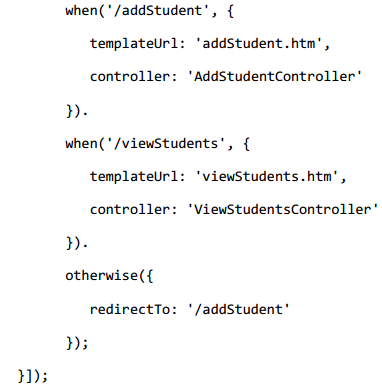 when('/addStudent', {
templateUrl: 'addStudent.htm',
controller: 'AddStudentController'
}).
when('/viewStudents', {
templateUrl: 'viewStudents.htm',
controller: 'ViewStudentsController'
}).
otherwise({
redirectTo: '/addStudent'
});
}]);